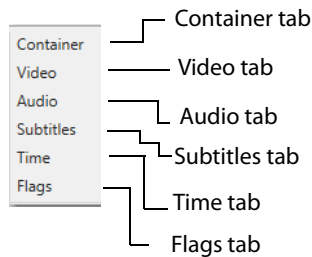 Container tab
Container
Video
Video tab
Audio
Audio tab
Subtitles
Subtitles tab
Time
Time tab
Flags
Flags tab